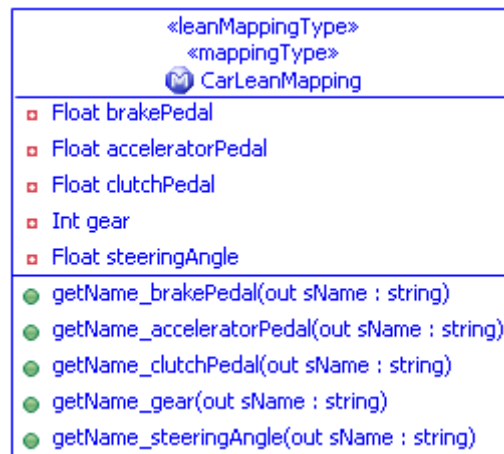 «leanMappingType»
«mappingType»
M CarLeanMapping
Float brakePedal
Float acceleratorPedal
Float clutchPedal
Int gear
Float steeringAngle
getName_brakePedal(out sName : string)
getName_acceleratorPedal(out sName : string)
getName_clutchPedal(out sName : string)
getName_gear(out sName : string)
getName_steeringAngle(out sName : string)